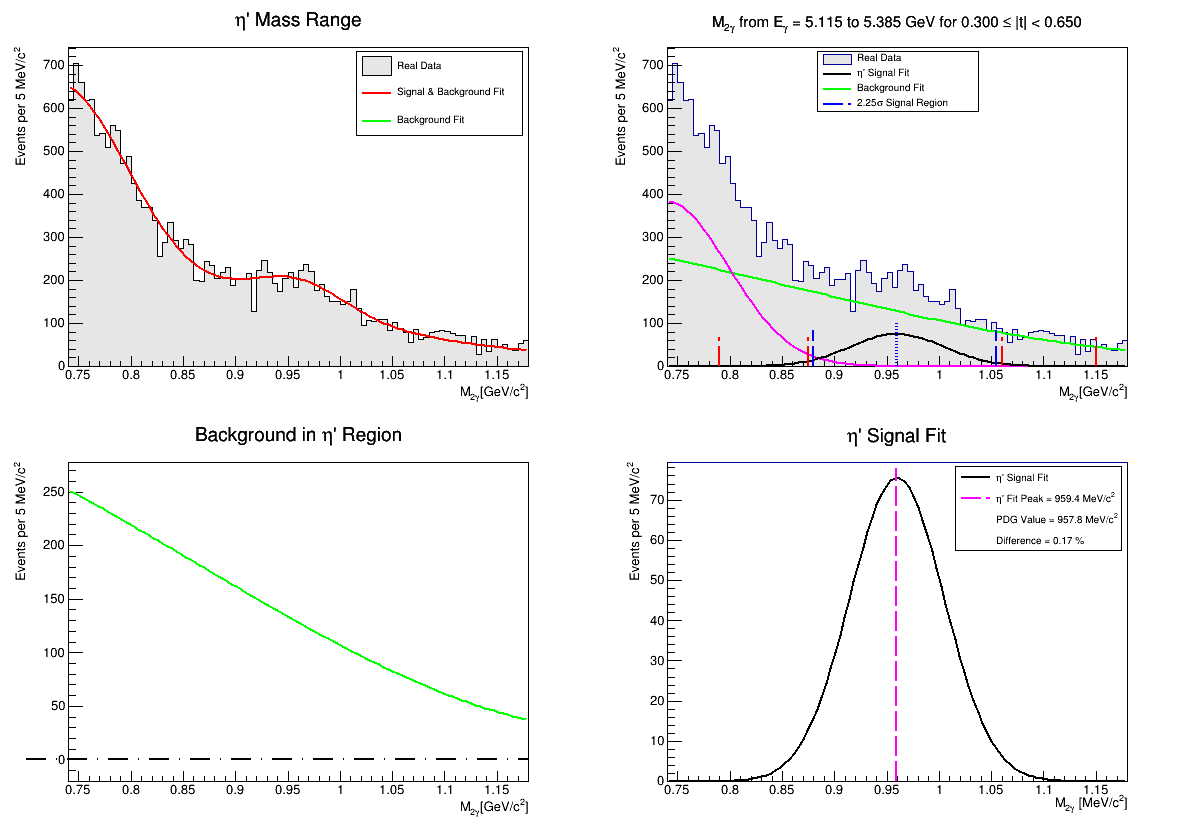 η' Mass Range
Events per 5 MeV/c²
700
600
500
400
300
200
100
0
Real Data
Signal & Background Fit
Background Fit
0.75 0.8 0.85 0.9 0.95 1 1.05 1.1 1.15
M₂γ[GeV/c²]
M₂γ from Eγ = 5.115 to 5.385 GeV for 0.300 ≤ |t| < 0.650
Events per 5 MeV/c²
700
600
500
400
300
200
100
0
Real Data
η' Signal Fit
Background Fit
2.25σ Signal Region
0.75 0.8 0.85 0.9 0.95 1 1.05 1.1 1.15
M₂γ[GeV/c²]
Background in η' Region
Events per 5 MeV/c²
250
200
150
100
50
0
0.75 0.8 0.85 0.9 0.95 1 1.05 1.1 1.15
M₂γ[GeV/c²]
η' Signal Fit
Events per 5 MeV/c²
70
60
50
40
30
20
10
0
η' Signal Fit
η' Fit Peak = 959.4 MeV/c²
PDG Value = 957.8 MeV/c²
Difference = 0.17 %
0.75 0.8 0.85 0.9 0.95 1 1.05 1.1 1.15
M₂γ [MeV/c²]